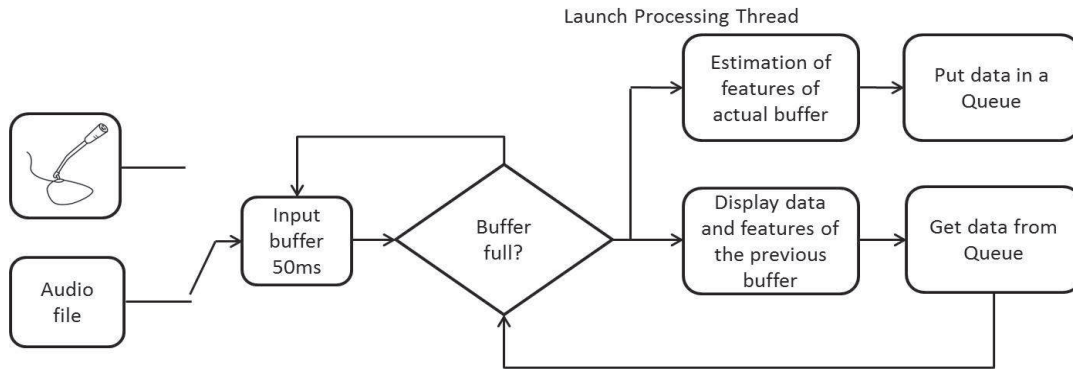 Launch Processing Thread
Estimation of
features of
actual buffer
Put data in a
Queue
Input
buffer
50ms
Buffer
full?
Display data
and features of
the previous
buffer
Get data from
Queue
Audio
file